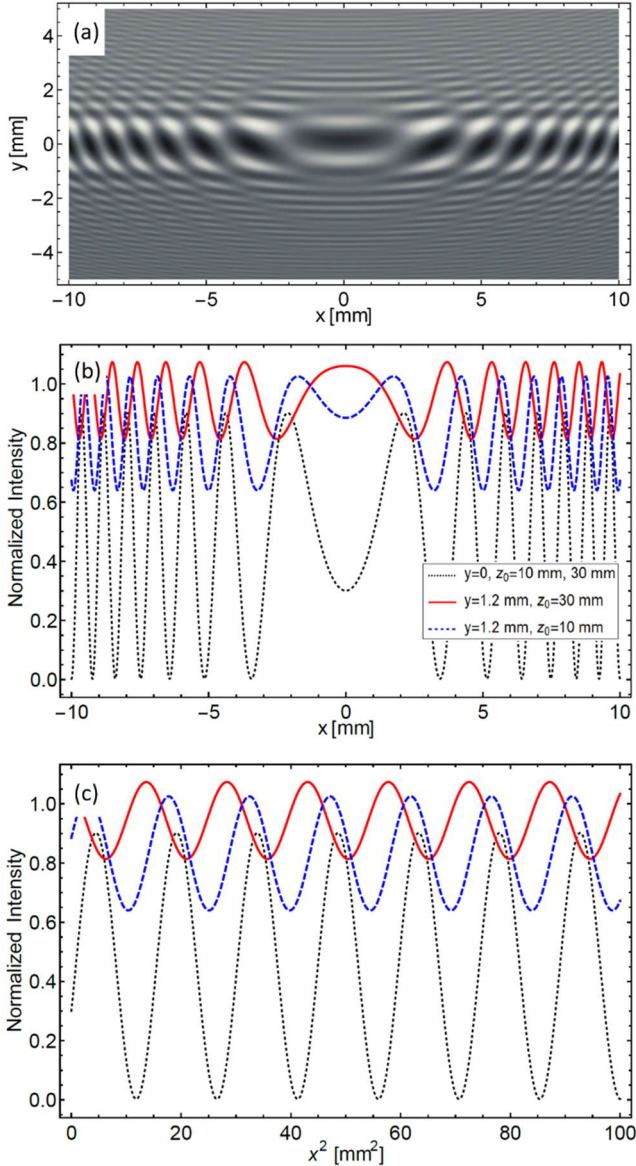 (a)
4
2
0
-2
-4
y [mm]
-10 -5 0 5 10
x [mm]
(b)
1.0
0.8
0.6
0.4
0.2
0.0
Normalized Intensity
y=0, z₀=10 mm, 30 mm
y=1.2 mm, z₀=30 mm
y=1.2 mm, z₀=10 mm
-10 -5 0 5 10
x [mm]
(c)
1.0
0.8
0.6
0.4
0.2
0.0
Normalized Intensity
0 20 40 60 80 100
x² [mm²]